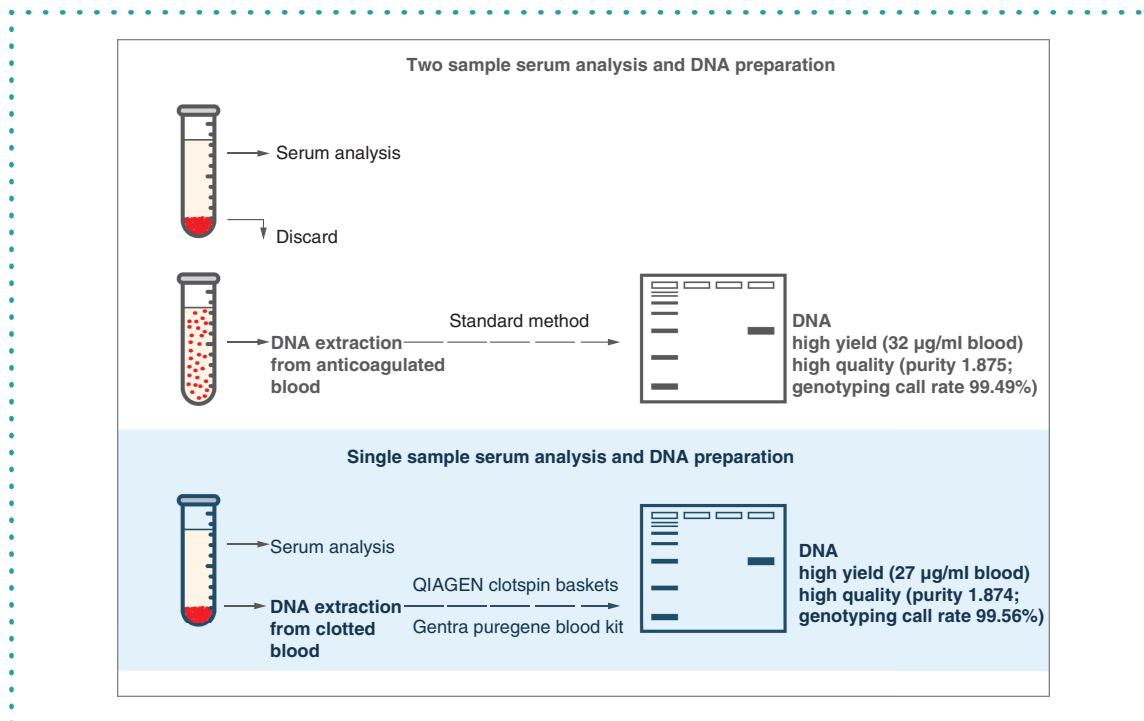 Two sample serum analysis and DNA preparation
Serum analysis
Discard
DNA extraction
from anticoagulated
blood
Standard method
DNA
high yield (32 µg/ml blood)
high quality (purity 1.875;
genotyping call rate 99.49%)
Single sample serum analysis and DNA preparation
Serum analysis
DNA extraction
from clotted
blood
QIAGEN clotspin baskets
Gentra puregene blood kit
DNA
high yield (27 µg/ml blood)
high quality (purity 1.874;
genotyping call rate 99.56%)